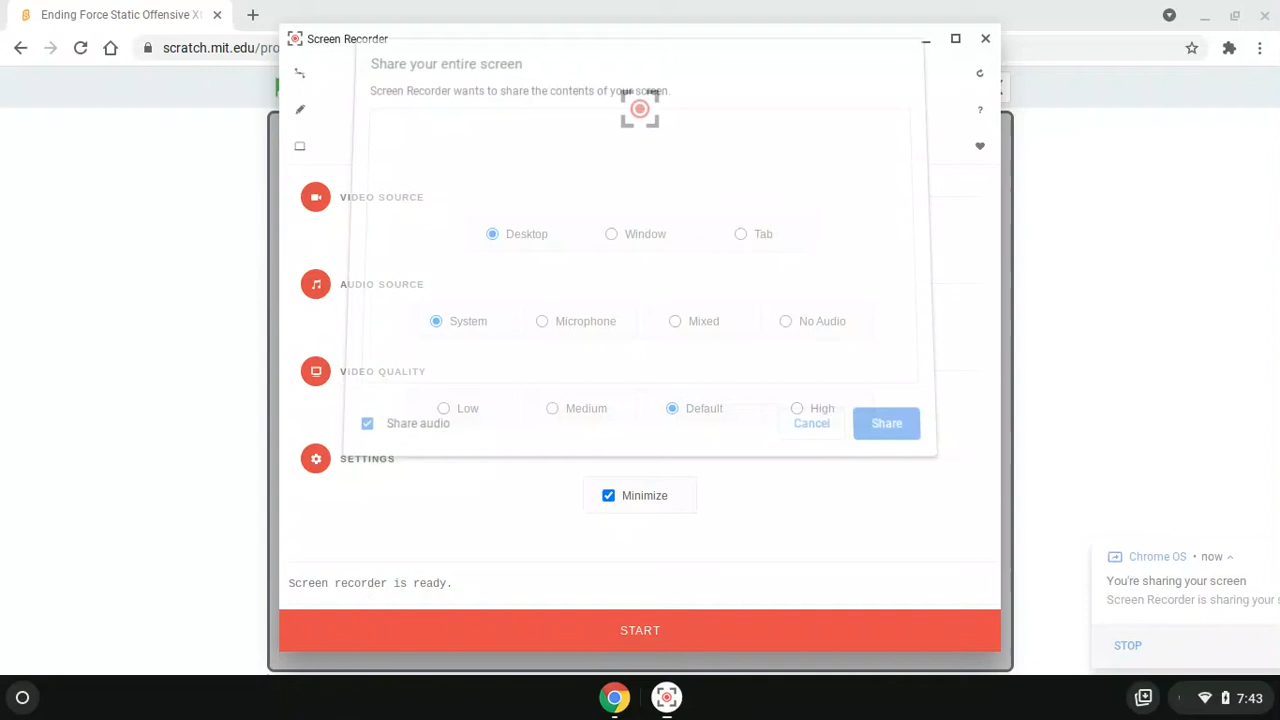 Ending Force Static Offensive X
scratch.mit.edu/pro
Screen Recorder
Share your entire screen
Screen Recorder wants to share the contents of your screen.
VIDEO SOURCE
Desktop
Window
Tab
AUDIO SOURCE
System
Microphone
Mixed
No Audio
VIDEO QUALITY
Low
Medium
Default
High
Share audio
Cancel
Share
SETTINGS
Minimize
Chrome OS • now
You're sharing your screen
Screen Recorder is sharing your s
STOP
Screen recorder is ready.
START
7:43